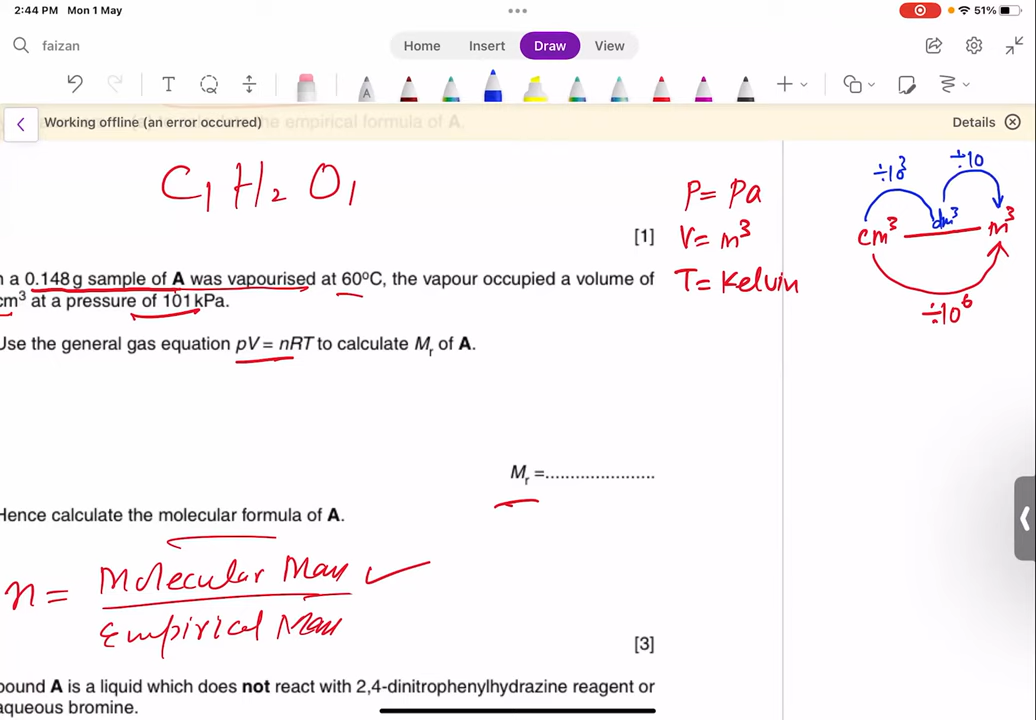 2:44 PM Mon 1 May
51%
faizan
Home Insert Draw View
T
A
Working offline (an error occurred)
Details
the empirical formula of A.
C1 H2 O1
[1]
P= Pa
V= m³
T= Kelvin
÷10³
÷10
cm³ dm³ m³
÷10⁶
n a 0.148 g sample of A was vapourised at 60°C, the vapour occupied a volume of
cm³ at a pressure of 101 kPa.
Use the general gas equation pV = nRT to calculate Mr of A.
Mr =......................
Hence calculate the molecular formula of A.
n = Molecular Mass
Empirical Mass
[3]
ound A is a liquid which does not react with 2,4-dinitrophenylhydrazine reagent or
aqueous bromine.